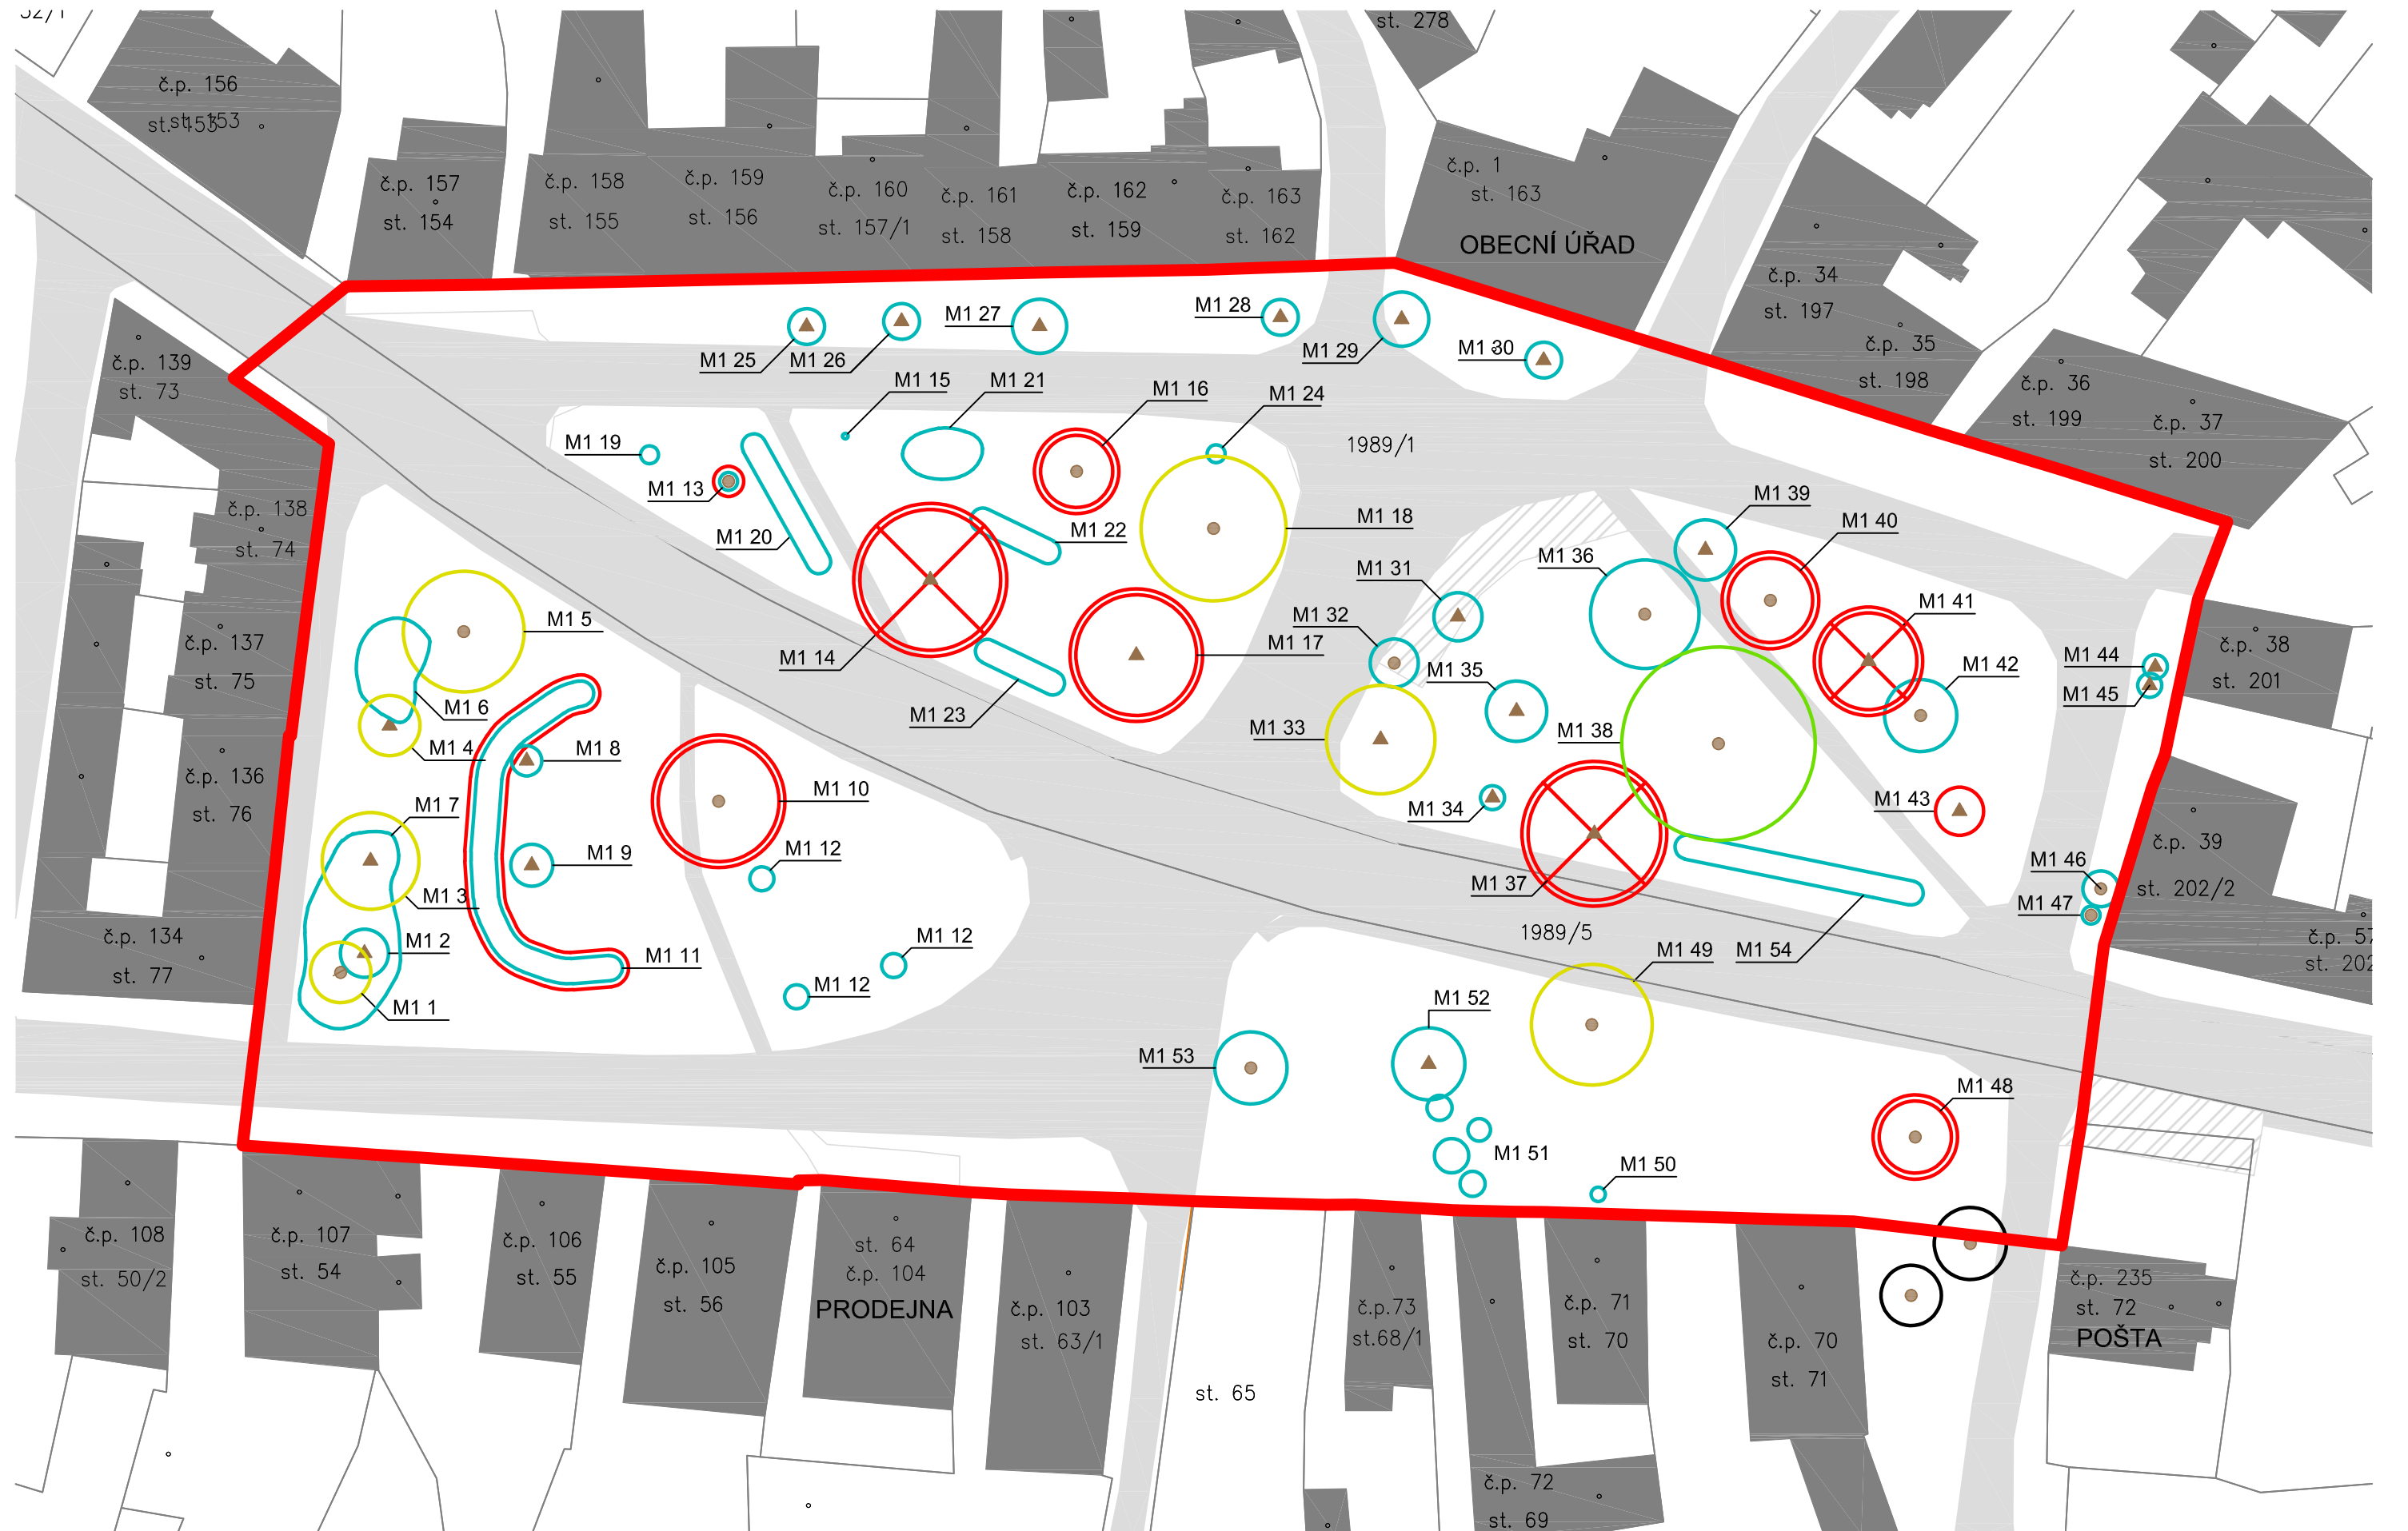 č.p. 156
st. 153
st. 153
č.p. 157
st. 154
č.p. 158
st. 155
č.p. 159
st. 156
č.p. 160
st. 157/1
č.p. 161
st. 158
č.p. 162
st. 159
č.p. 163
st. 162
st. 278
č.p. 1
st. 163
OBECNÍ ÚŘAD
č.p. 34
st. 197
č.p. 35
st. 198
č.p. 36
st. 199
č.p. 37
st. 200
č.p. 139
st. 73
č.p. 138
st. 74
č.p. 137
st. 75
č.p. 136
st. 76
č.p. 134
st. 77
M1 25
M1 26
M1 27
M1 28
M1 29
M1 30
M1 15
M1 21
M1 16
M1 24
1989/1
M1 19
M1 13
M1 20
M1 22
M1 18
M1 14
M1 17
M1 23
M1 39
M1 40
M1 36
M1 31
M1 32
M1 41
M1 35
M1 42
M1 33
M1 38
M1 34
M1 43
M1 37
M1 44
M1 45
č.p. 38
st. 201
č.p. 39
st. 202/2
M1 46
M1 47
č.p. 57
st. 202
M1 5
M1 6
M1 4
M1 8
M1 10
M1 7
M1 9
M1 12
M1 3
M1 2
M1 12
M1 11
M1 12
M1 1
1989/5
M1 49
M1 54
M1 52
M1 53
M1 48
M1 51
M1 50
č.p. 108
st. 50/2
č.p. 107
st. 54
č.p. 106
st. 55
č.p. 105
st. 56
st. 64
č.p. 104
PRODEJNA
č.p. 103
st. 63/1
st. 65
č.p.73
st.68/1
č.p. 71
st. 70
č.p. 70
st. 71
č.p. 72
st. 69
č.p. 235
st. 72
POŠTA